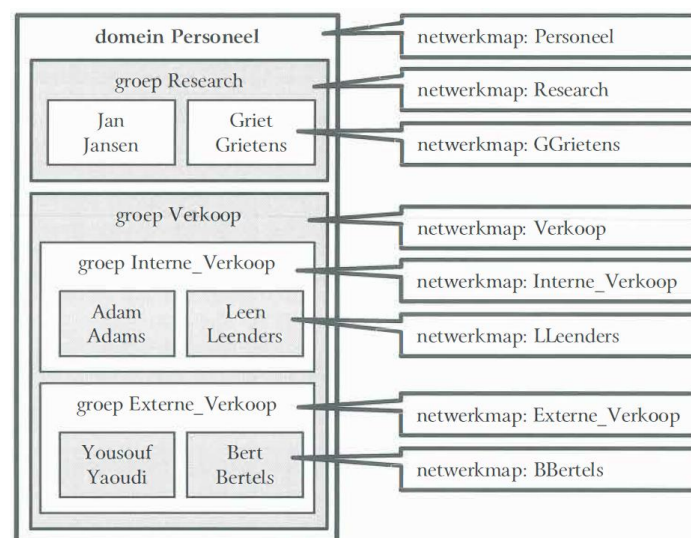 domein Personeel
netwerkmap: Personeel
groep Research
netwerkmap: Research
Jan
Jansen
Griet
Grietens
netwerkmap: GGrietens
groep Verkoop
netwerkmap: Verkoop
groep Interne_Verkoop
netwerkmap: Interne_Verkoop
Adam
Adams
Leen
Leenders
netwerkmap: LLeenders
groep Externe_Verkoop
netwerkmap: Externe_Verkoop
Yousouf
Yaoudi
Bert
Bertels
netwerkmap: BBertels